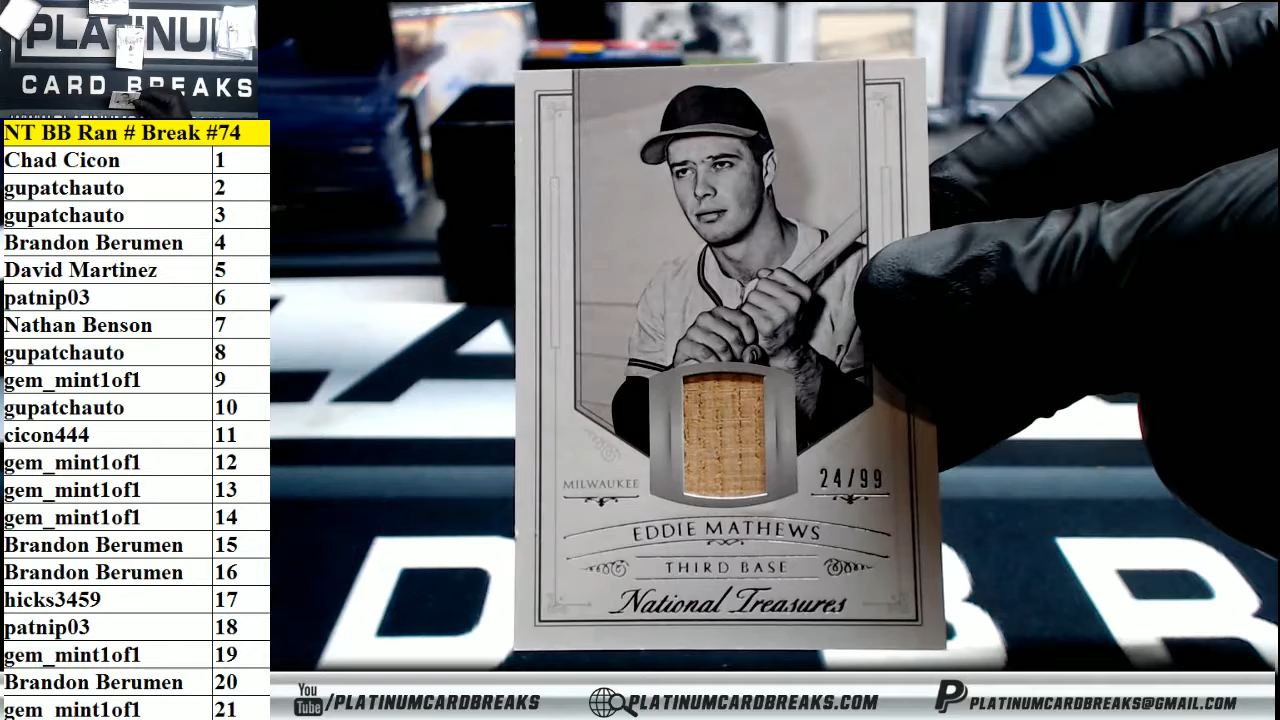 PLATINU
CARD BREAKS
NT BB Ran # Break #74
Chad Cicon 1
gupatchauto 2
gupatchauto 3
Brandon Berumen 4
David Martinez 5
patnip03 6
Nathan Benson 7
gupatchauto 8
gem_mint1of1 9
gupatchauto 10
cicon444 11
gem_mint1of1 12
gem_mint1of1 13
gem_mint1of1 14
Brandon Berumen 15
Brandon Berumen 16
hicks3459 17
patnip03 18
gem_mint1of1 19
Brandon Berumen 20
gem_mint1of1 21
MILWAUKEE
24/99
EDDIE MATHEWS
THIRD BASE
National Treasures
You Tube /PLATINUMCARDBREAKS
PLATINUMCARDBREAKS.COM
PLATINUMCARDBREAKS@GMAIL.COM